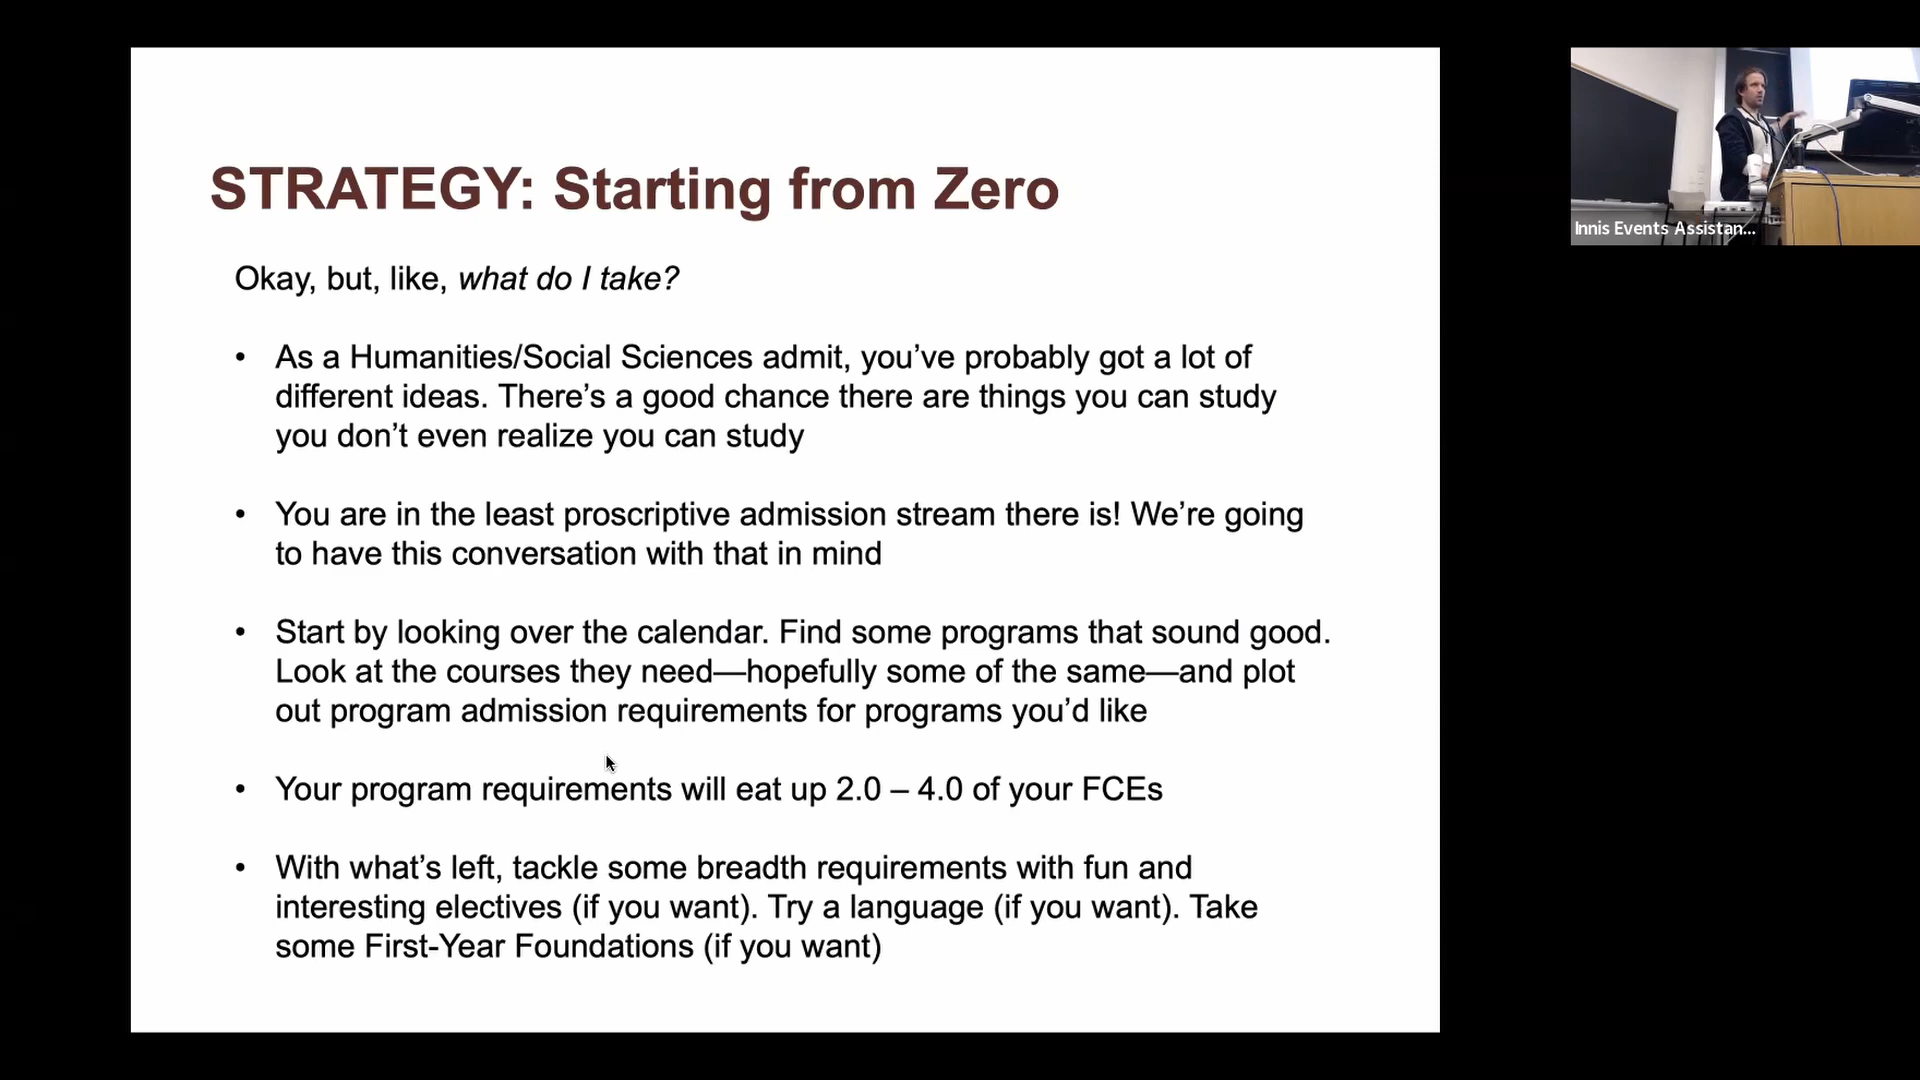 STRATEGY: Starting from Zero
Okay, but, like, what do I take?
• As a Humanities/Social Sciences admit, you’ve probably got a lot of
different ideas. There’s a good chance there are things you can study
you don’t even realize you can study
• You are in the least proscriptive admission stream there is! We’re going
to have this conversation with that in mind
• Start by looking over the calendar. Find some programs that sound good.
Look at the courses they need—hopefully some of the same—and plot
out program admission requirements for programs you’d like
• Your program requirements will eat up 2.0 – 4.0 of your FCEs
• With what’s left, tackle some breadth requirements with fun and
interesting electives (if you want). Try a language (if you want). Take
some First-Year Foundations (if you want)
Innis Events Assistan...